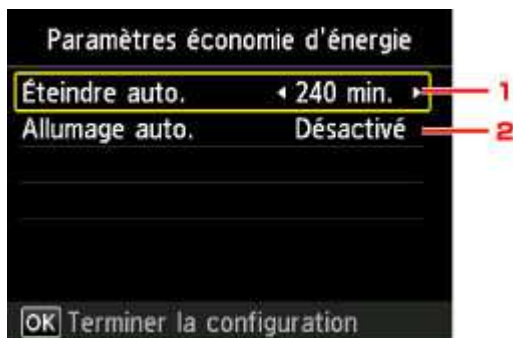 Paramètres économie d'énergie
Éteindre auto. 240 min. 1
Allumage auto. Désactivé 2
OK Terminer la configuration